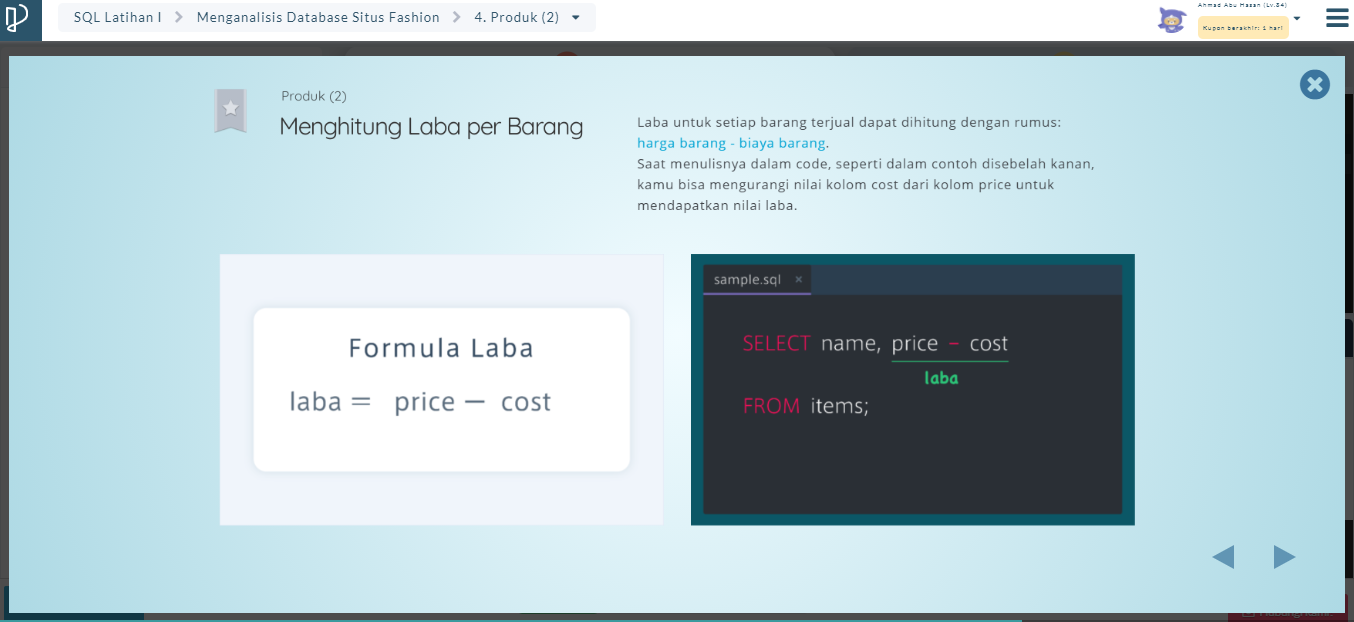 SQL Latihan I
Menganalisis Database Situs Fashion
4. Produk (2)
Ahmad Abu Hasan (Lv.34)
Kupon berakhir: 1 hari
Produk (2)
Menghitung Laba per Barang
Laba untuk setiap barang terjual dapat dihitung dengan rumus:
harga barang - biaya barang.
Saat menulisnya dalam code, seperti dalam contoh disebelah kanan,
kamu bisa mengurangi nilai kolom cost dari kolom price untuk
mendapatkan nilai laba.
Formula Laba
laba = price − cost
sample.sql ×
SELECT name, price - cost
laba
FROM items;